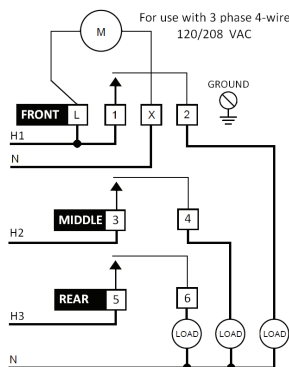 For use with 3 phase 4-wire
120/208 VAC
M
GROUND
FRONT L 1 X 2
H1
N
MIDDLE 3 4
H2
REAR 5 6
H3
LOAD LOAD LOAD
N